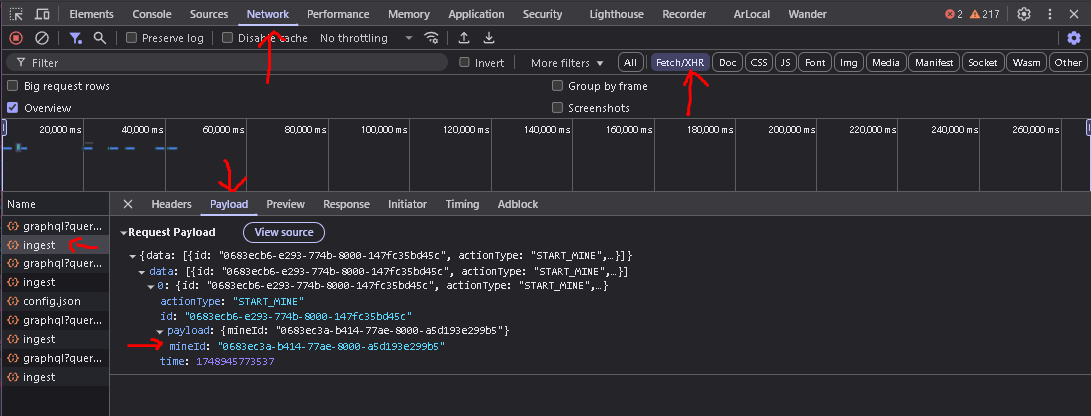 Elements Console Sources Network Performance Memory Application Security Lighthouse Recorder ArLocal Wander 2 217
Preserve log Disable cache No throttling
Filter Invert More filters All Fetch/XHR Doc CSS JS Font Img Media Manifest Socket Wasm Other
Big request rows Group by frame
Overview Screenshots
20,000 ms 40,000 ms 60,000 ms 80,000 ms 100,000 ms 120,000 ms 140,000 ms 160,000 ms 180,000 ms 200,000 ms 220,000 ms 240,000 ms 260,000 ms
Name Headers Payload Preview Response Initiator Timing Adblock
graphql?quer...
ingest
graphql?quer...
ingest
config.json
graphql?quer...
ingest
graphql?quer...
ingest
Request Payload View source
{data: [{id: "0683ecb6-e293-774b-8000-147fc35bd45c", actionType: "START_MINE",…}]}
data: [{id: "0683ecb6-e293-774b-8000-147fc35bd45c", actionType: "START_MINE",…}]
0: {id: "0683ecb6-e293-774b-8000-147fc35bd45c", actionType: "START_MINE",…}
actionType: "START_MINE"
id: "0683ecb6-e293-774b-8000-147fc35bd45c"
payload: {mineId: "0683ec3a-b414-77ae-8000-a5d193e299b5"}
mineId: "0683ec3a-b414-77ae-8000-a5d193e299b5"
time: 1748945773537